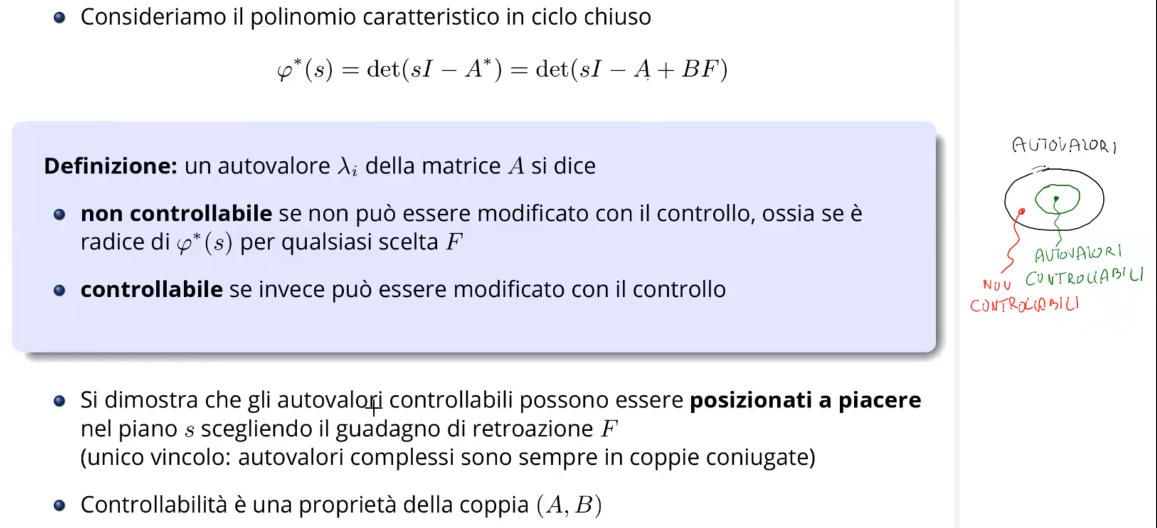 Consideriamo il polinomio caratteristico in ciclo chiuso
φ*(s) = det(sI − A*) = det(sI − A + BF)
Definizione: un autovalore λᵢ della matrice A si dice
non controllabile se non può essere modificato con il controllo, ossia se è
radice di φ*(s) per qualsiasi scelta F
controllabile se invece può essere modificato con il controllo
Si dimostra che gli autovalori controllabili possono essere posizionati a piacere
nel piano s scegliendo il guadagno di retroazione F
(unico vincolo: autovalori complessi sono sempre in coppie coniugate)
Controllabilità è una proprietà della coppia (A, B)
AUTOVALORI
AUTOVALORI
CONTROLLABILI
NON
CONTROLLABILI